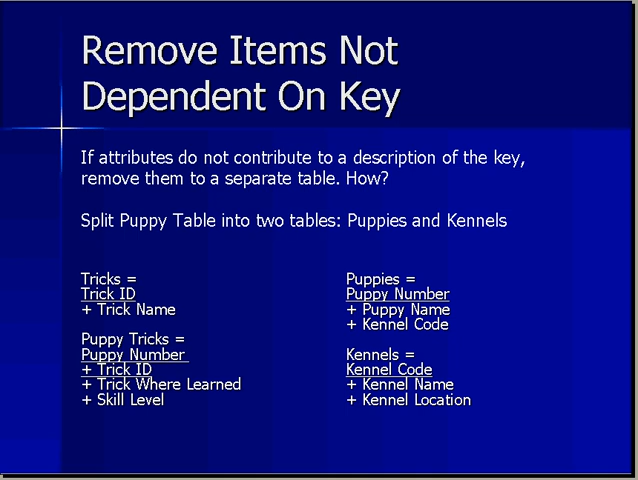 Remove Items Not
Dependent On Key
If attributes do not contribute to a description of the key,
remove them to a separate table. How?
Split Puppy Table into two tables: Puppies and Kennels
Tricks =
Trick ID
+ Trick Name
Puppy Tricks =
Puppy Number
+ Trick ID
+ Trick Where Learned
+ Skill Level
Puppies =
Puppy Number
+ Puppy Name
+ Kennel Code
Kennels =
Kennel Code
+ Kennel Name
+ Kennel Location